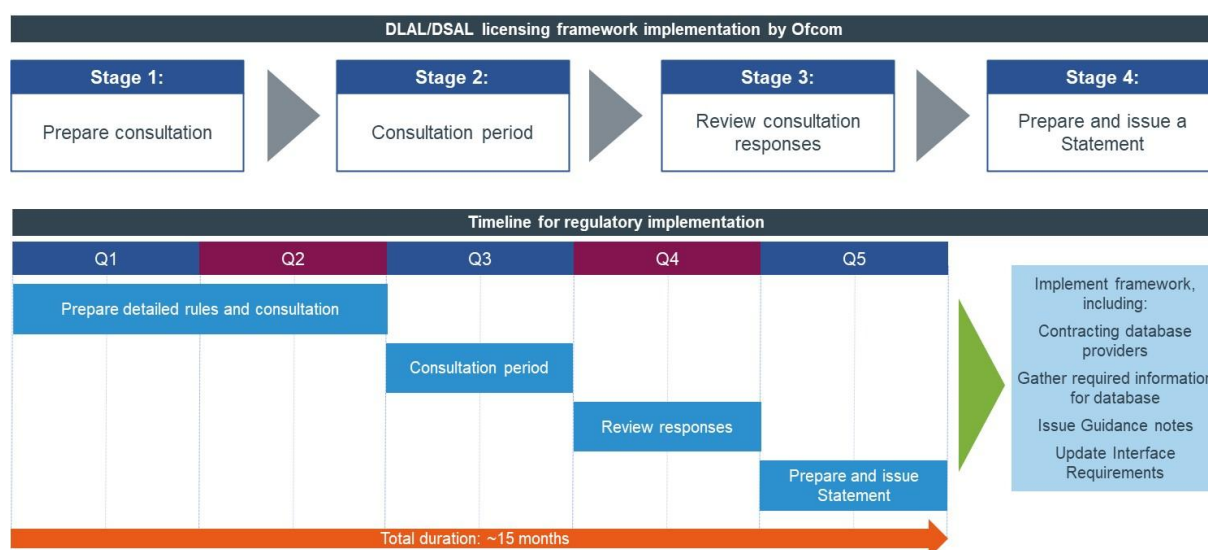 DLAL/DSAL licensing framework implementation by Ofcom
Stage 1:
Prepare consultation
Stage 2:
Consultation period
Stage 3:
Review consultation
responses
Stage 4:
Prepare and issue a
Statement
Timeline for regulatory implementation
Q1
Q2
Q3
Q4
Q5
Prepare detailed rules and consultation
Consultation period
Review responses
Prepare and issue
Statement
Total duration: ~15 months
Implement framework,
including:
Contracting database
providers
Gather required information
for database
Issue Guidance notes
Update Interface
Requirements